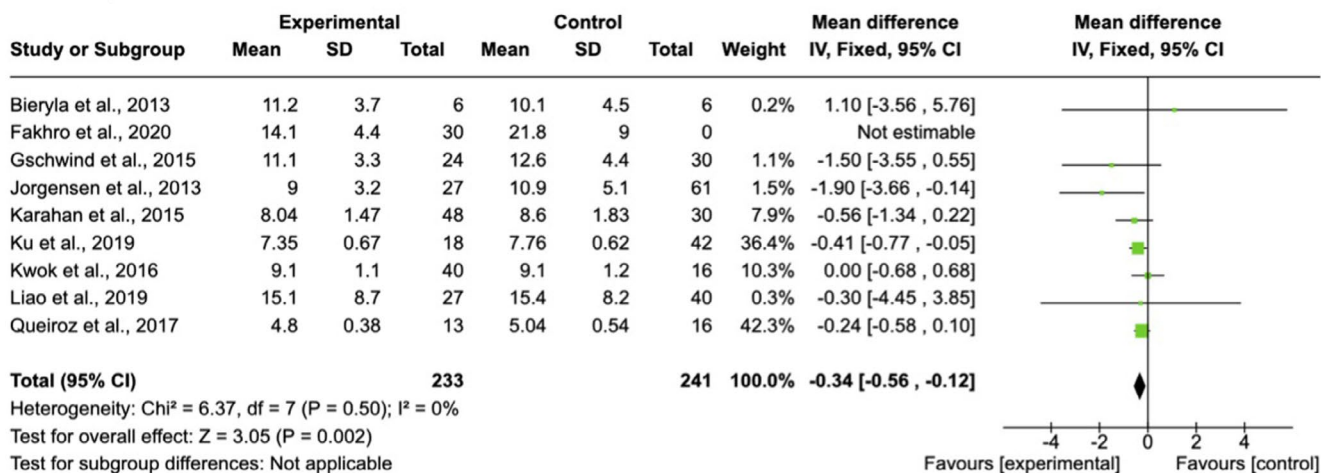 Experimental Control Mean difference Mean difference
Study or Subgroup Mean SD Total Mean SD Total Weight IV, Fixed, 95% CI IV, Fixed, 95% CI
Bieryla et al., 2013 11.2 3.7 6 10.1 4.5 6 0.2% 1.10 [-3.56 , 5.76]
Fakhro et al., 2020 14.1 4.4 30 21.8 9 0 Not estimable
Gschwind et al., 2015 11.1 3.3 24 12.6 4.4 30 1.1% -1.50 [-3.55 , 0.55]
Jorgensen et al., 2013 9 3.2 27 10.9 5.1 61 1.5% -1.90 [-3.66 , -0.14]
Karahan et al., 2015 8.04 1.47 48 8.6 1.83 30 7.9% -0.56 [-1.34 , 0.22]
Ku et al., 2019 7.35 0.67 18 7.76 0.62 42 36.4% -0.41 [-0.77 , -0.05]
Kwok et al., 2016 9.1 1.1 40 9.1 1.2 16 10.3% 0.00 [-0.68 , 0.68]
Liao et al., 2019 15.1 8.7 27 15.4 8.2 40 0.3% -0.30 [-4.45 , 3.85]
Queiroz et al., 2017 4.8 0.38 13 5.04 0.54 16 42.3% -0.24 [-0.58 , 0.10]
Total (95% CI) 233 241 100.0% -0.34 [-0.56 , -0.12]
Heterogeneity: Chi² = 6.37, df = 7 (P = 0.50); I² = 0%
Test for overall effect: Z = 3.05 (P = 0.002)
Test for subgroup differences: Not applicable
-4 -2 0 2 4
Favours [experimental] Favours [control]